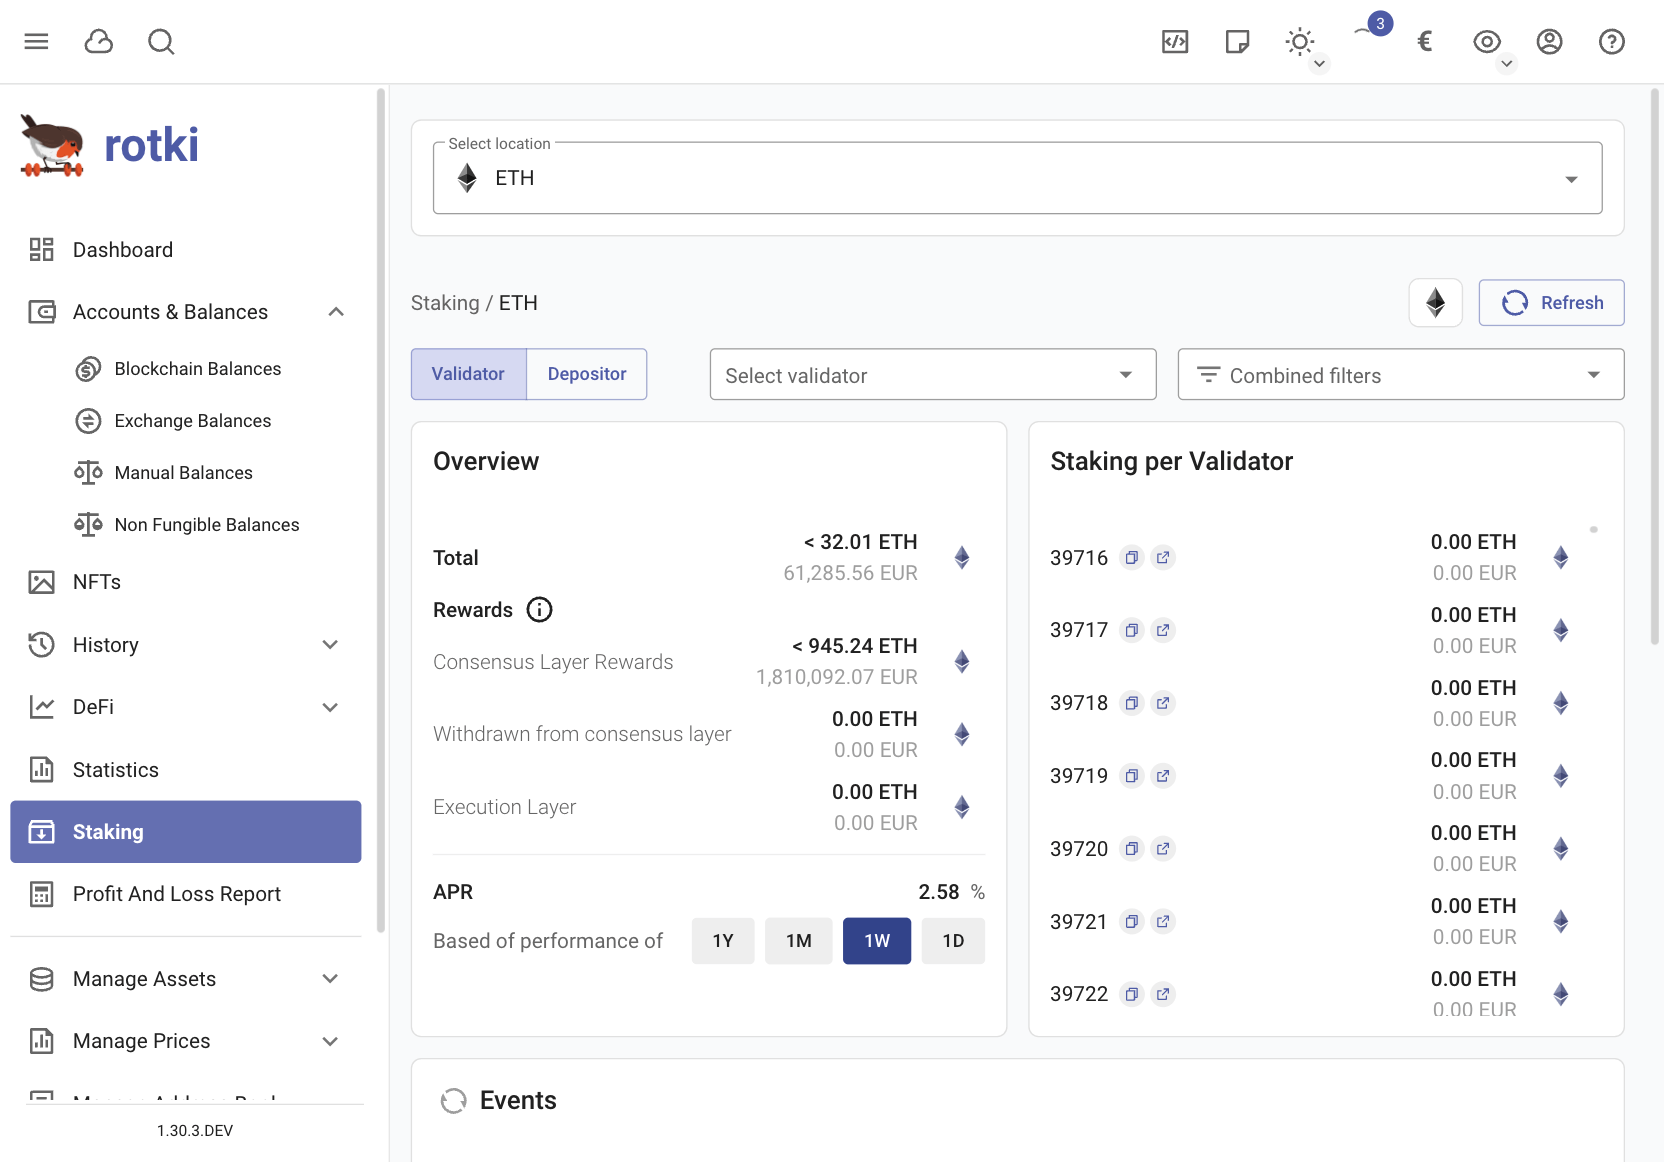 3
€
rotki
Dashboard
Accounts & Balances
Blockchain Balances
Exchange Balances
Manual Balances
Non Fungible Balances
NFTs
History
DeFi
Statistics
Staking
Profit And Loss Report
Manage Assets
Manage Prices
1.30.3.DEV
Select location
ETH
Staking / ETH
Refresh
Validator
Depositor
Select validator
Combined filters
Overview
Total
< 32.01 ETH
61,285.56 EUR
Rewards
Consensus Layer Rewards
< 945.24 ETH
1,810,092.07 EUR
Withdrawn from consensus layer
0.00 ETH
0.00 EUR
Execution Layer
0.00 ETH
0.00 EUR
APR
2.58 %
Based of performance of
1Y
1M
1W
1D
Staking per Validator
39716
0.00 ETH
0.00 EUR
39717
0.00 ETH
0.00 EUR
39718
0.00 ETH
0.00 EUR
39719
0.00 ETH
0.00 EUR
39720
0.00 ETH
0.00 EUR
39721
0.00 ETH
0.00 EUR
39722
0.00 ETH
0.00 EUR
Events